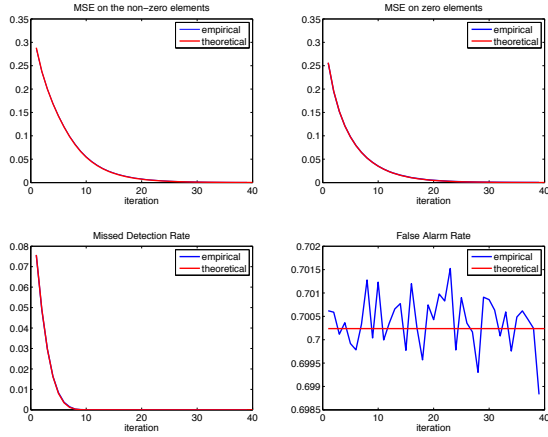 MSE on the non-zero elements
0.35
0.3
0.25
0.2
0.15
0.1
0.05
0
empirical
theoretical
0 10 20 30 40
iteration
MSE on zero elements
0.35
0.3
0.25
0.2
0.15
0.1
0.05
0
empirical
theoretical
0 10 20 30 40
iteration
Missed Detection Rate
0.08
0.07
0.06
0.05
0.04
0.03
0.02
0.01
0
empirical
theoretical
0 10 20 30 40
iteration
False Alarm Rate
0.702
0.7015
0.701
0.7005
0.7
0.6995
0.699
0.6985
empirical
theoretical
0 10 20 30 40
iteration